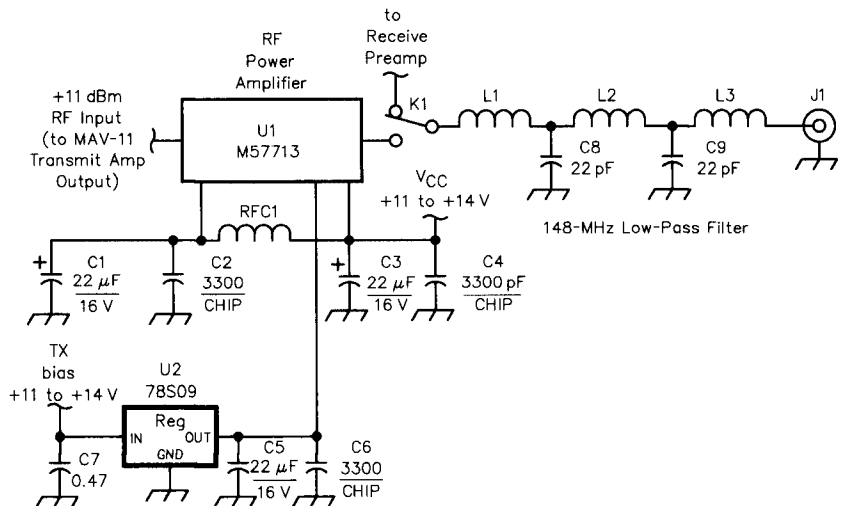 to
Receive
Preamp
RF
Power
Amplifier
+11 dBm
RF Input
(to MAV-11
Transmit Amp
Output)
U1
M57713
K1
L1
L2
L3
J1
C8
22 pF
C9
22 pF
148-MHz Low-Pass Filter
VCC
+11 to +14 V
RFC1
+
C1
22 µF
16 V
C2
3300
CHIP
+
C3
22 µF
16 V
C4
3300 pF
CHIP
TX
bias
+11 to +14 V
U2
78S09
Reg
IN
OUT
GND
C7
0.47
C5
22 µF
16 V
C6
3300
CHIP